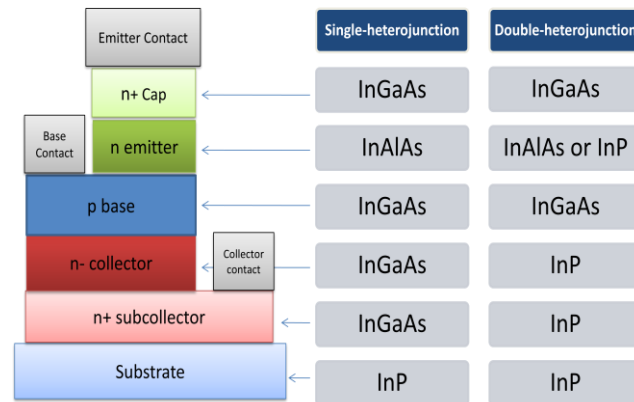 Emitter Contact
Single-heterojunction
Double-heterojunction
n+ Cap
InGaAs
InGaAs
Base
Contact
n emitter
InAlAs
InAlAs or InP
p base
InGaAs
InGaAs
n- collector
Collector
contact
InGaAs
InP
n+ subcollector
InGaAs
InP
Substrate
InP
InP